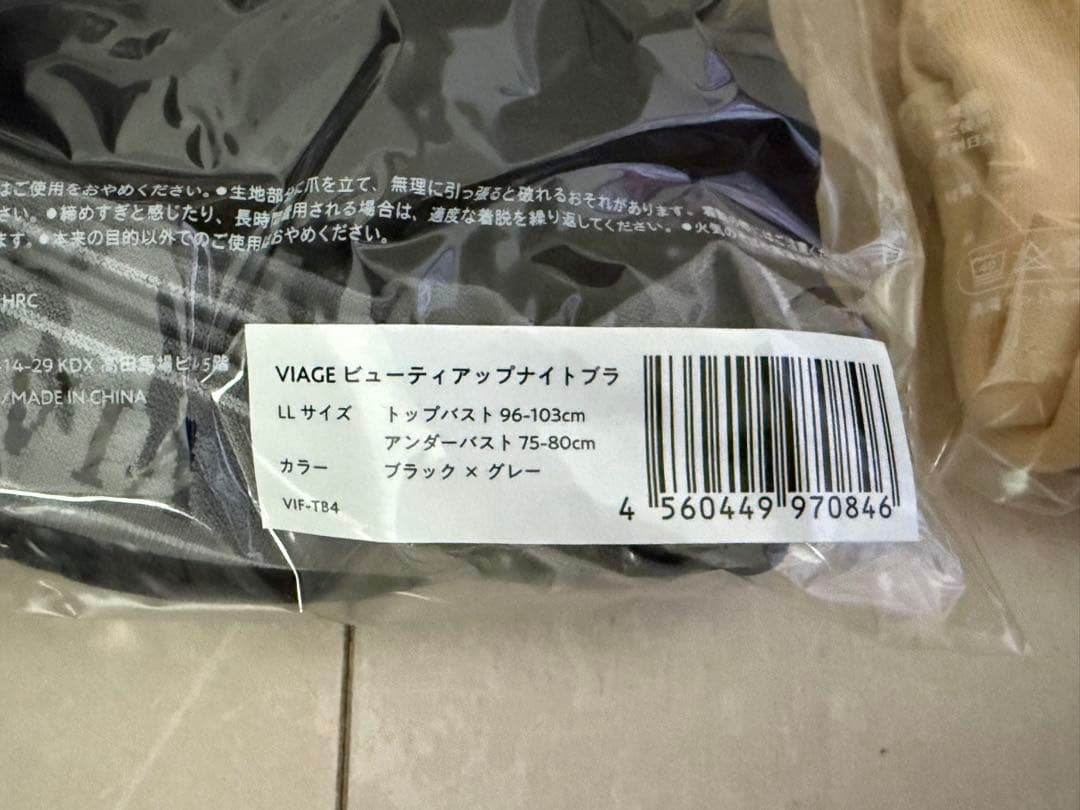 はご使用をおやめください。●生地部分に爪を立て、無理に引っ張ると破れるおそれがあります。
さい。●締めすぎと感じたり、長時間着用される場合は、適度な着脱を繰り返してください。●火気の
ます。●本来の目的以外でのご使用はおやめください。
HRC
14-29 KDX 高田馬場ビル5階
/MADE IN CHINA
VIAGE ビューティアップナイトブラ
LL サイズ トップバスト 96-103cm
アンダーバスト 75-80cm
カラー ブラック × グレー
VIF-TB4
4 560449 970846
40